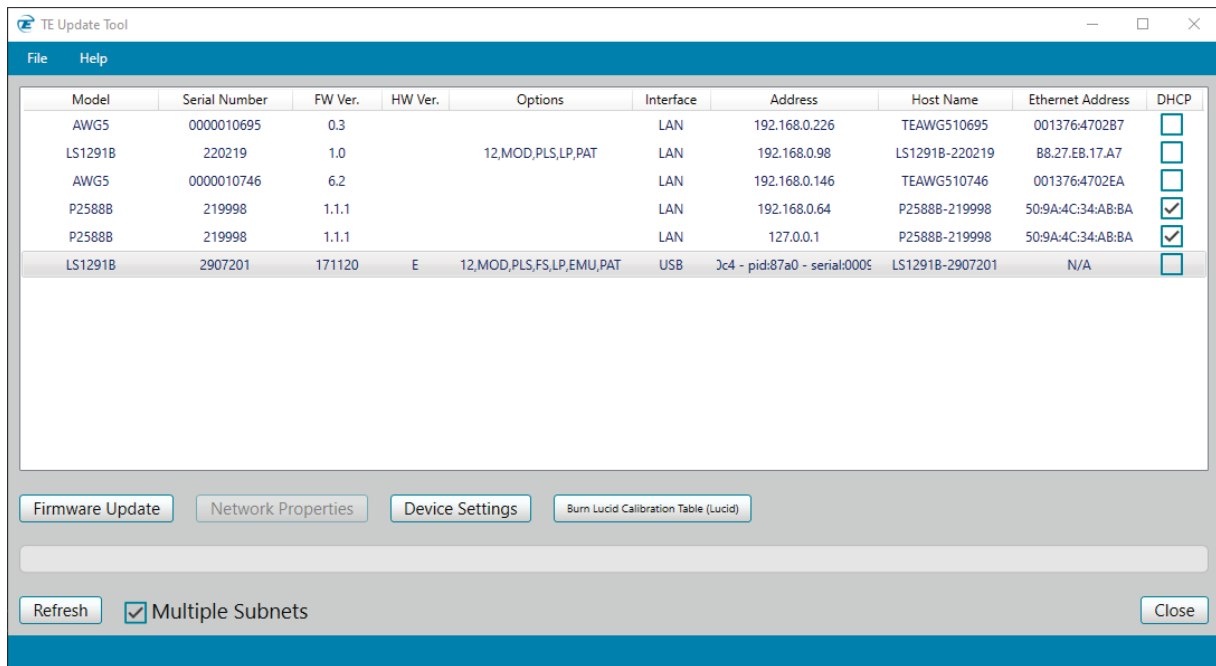 TE Update Tool
File Help
Model Serial Number FW Ver. HW Ver. Options Interface Address Host Name Ethernet Address DHCP
AWG5 0000010695 0.3 LAN 192.168.0.226 TEAWG510695 001376:4702B7
LS1291B 220219 1.0 12,MOD,PLS,LP,PAT LAN 192.168.0.98 LS1291B-220219 B8.27.EB.17.A7
AWG5 0000010746 6.2 LAN 192.168.0.146 TEAWG510746 001376:4702EA
P2588B 219998 1.1.1 LAN 192.168.0.64 P2588B-219998 50:9A:4C:34:AB:BA
P2588B 219998 1.1.1 LAN 127.0.0.1 P2588B-219998 50:9A:4C:34:AB:BA
LS1291B 2907201 171120 E 12,MOD,PLS,FS,LP,EMU,PAT USB - pid:87a0 - LS1291B-2907201 N/A
Firmware Update Network Properties Device Settings Burn Lucid Calibration Table (Lucid)
Refresh Multiple Subnets Close